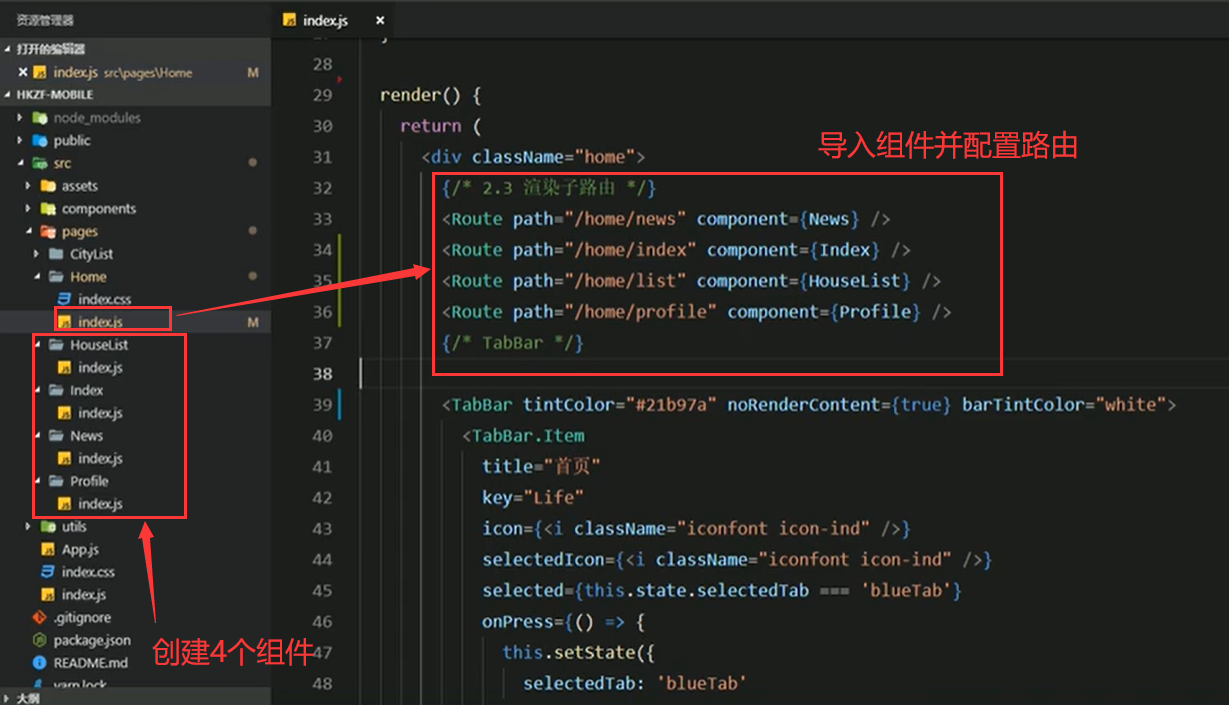 资源管理器
打开的编辑器
index.js src\pages\Home M
HKZF-MOBILE
node_modules
public
src
assets
components
pages
CityList
Home
index.css
index.js M
HouseList
index.js
Index
index.js
News
index.js
Profile
index.js
utils
App.js
index.css
index.js
.gitignore
package.json
README.md
yarn.lock
大纲
创建4个组件
index.js
导入组件并配置路由
28
29 render() {
30 return (
31 <div className="home">
32 {/* 2.3 渲染子路由 */}
33 <Route path="/home/news" component={News} />
34 <Route path="/home/index" component={Index} />
35 <Route path="/home/list" component={HouseList} />
36 <Route path="/home/profile" component={Profile} />
37 {/* TabBar */}
38
39 <TabBar tintColor="#21b97a" noRenderContent={true} barTintColor="white">
40 <TabBar.Item
41 title="首页"
42 key="Life"
43 icon={<i className="iconfont icon-ind" />}
44 selectedIcon={<i className="iconfont icon-ind" />}
45 selected={this.state.selectedTab === 'blueTab'}
46 onPress={() => {
47 this.setState({
48 selectedTab: 'blueTab'